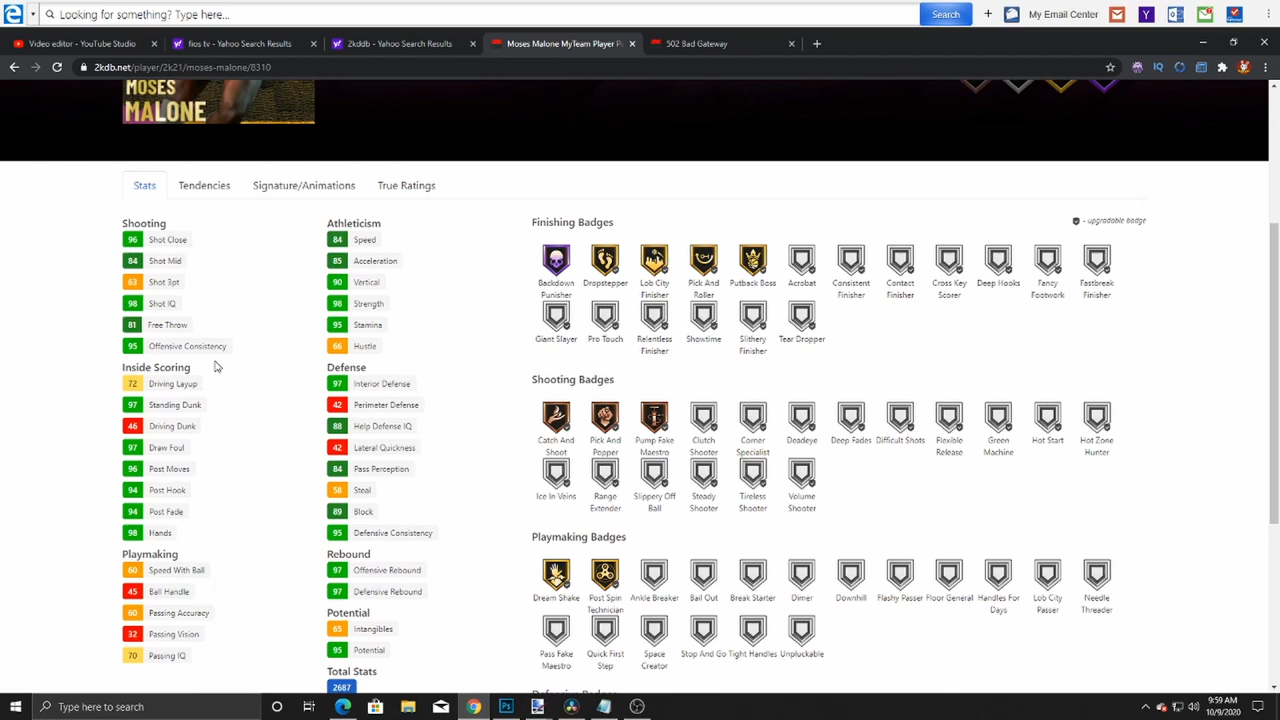 Looking for something? Type here...
Search
My Email Center
Video editor - YouTube Studio
fios tv - Yahoo Search Results
2kddb - Yahoo Search Results
Moses Malone MyTeam Player P
502 Bad Gateway
2kdb.net/player/2k21/moses-malone/8310
MOSES
MALONE
Stats
Tendencies
Signature/Animations
True Ratings
Shooting
96 Shot Close
84 Shot Mid
63 Shot 3pt
98 Shot IQ
81 Free Throw
95 Offensive Consistency
Inside Scoring
72 Driving Layup
97 Standing Dunk
46 Driving Dunk
97 Draw Foul
96 Post Moves
94 Post Hook
94 Post Fade
98 Hands
Playmaking
60 Speed With Ball
45 Ball Handle
60 Passing Accuracy
32 Passing Vision
70 Passing IQ
Athleticism
84 Speed
85 Acceleration
90 Vertical
98 Strength
95 Stamina
66 Hustle
Defense
97 Interior Defense
42 Perimeter Defense
88 Help Defense IQ
42 Lateral Quickness
84 Pass Perception
58 Steal
89 Block
95 Defensive Consistency
Rebound
97 Offensive Rebound
97 Defensive Rebound
Potential
65 Intangibles
95 Potential
Total Stats
2687
Finishing Badges
- upgradable badge
Backdown Punisher
Dropstepper
Lob City Finisher
Pick And Roller
Putback Boss
Acrobat
Consistent Finisher
Contact Finisher
Cross Key Scorer
Deep Hooks
Fancy Footwork
Fastbreak Finisher
Giant Slayer
Pro Touch
Relentless Finisher
Showtime
Slithery Finisher
Tear Dropper
Shooting Badges
Catch And Shoot
Pick And Popper
Pump Fake Maestro
Clutch Shooter
Corner Specialist
Deadeye
Deep Fades
Difficult Shots
Flexible Release
Green Machine
Hot Start
Hot Zone Hunter
Ice In Veins
Range Extender
Slippery Off Ball
Steady Shooter
Tireless Shooter
Volume Shooter
Playmaking Badges
Dream Shake
Post Spin Technician
Ankle Breaker
Bail Out
Break Starter
Dimer
Downhill
Flashy Passer
Floor General
Handles For Days
Lob City Passer
Needle Threader
Pass Fake Maestro
Quick First Step
Space Creator
Stop And Go
Tight Handles
Unpluckable
Type here to search
9:59 AM
10/9/2020